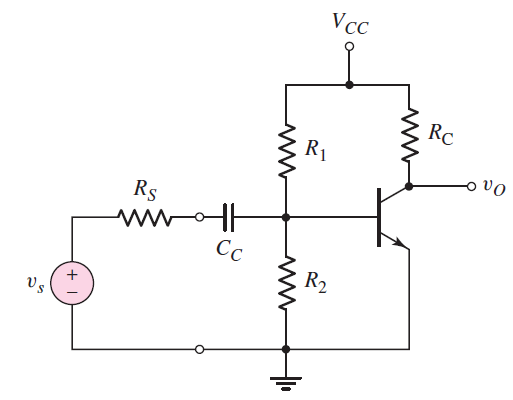 V_CC
R_1
R_C
v_O
R_S
C_C
v_s
+
−
R_2